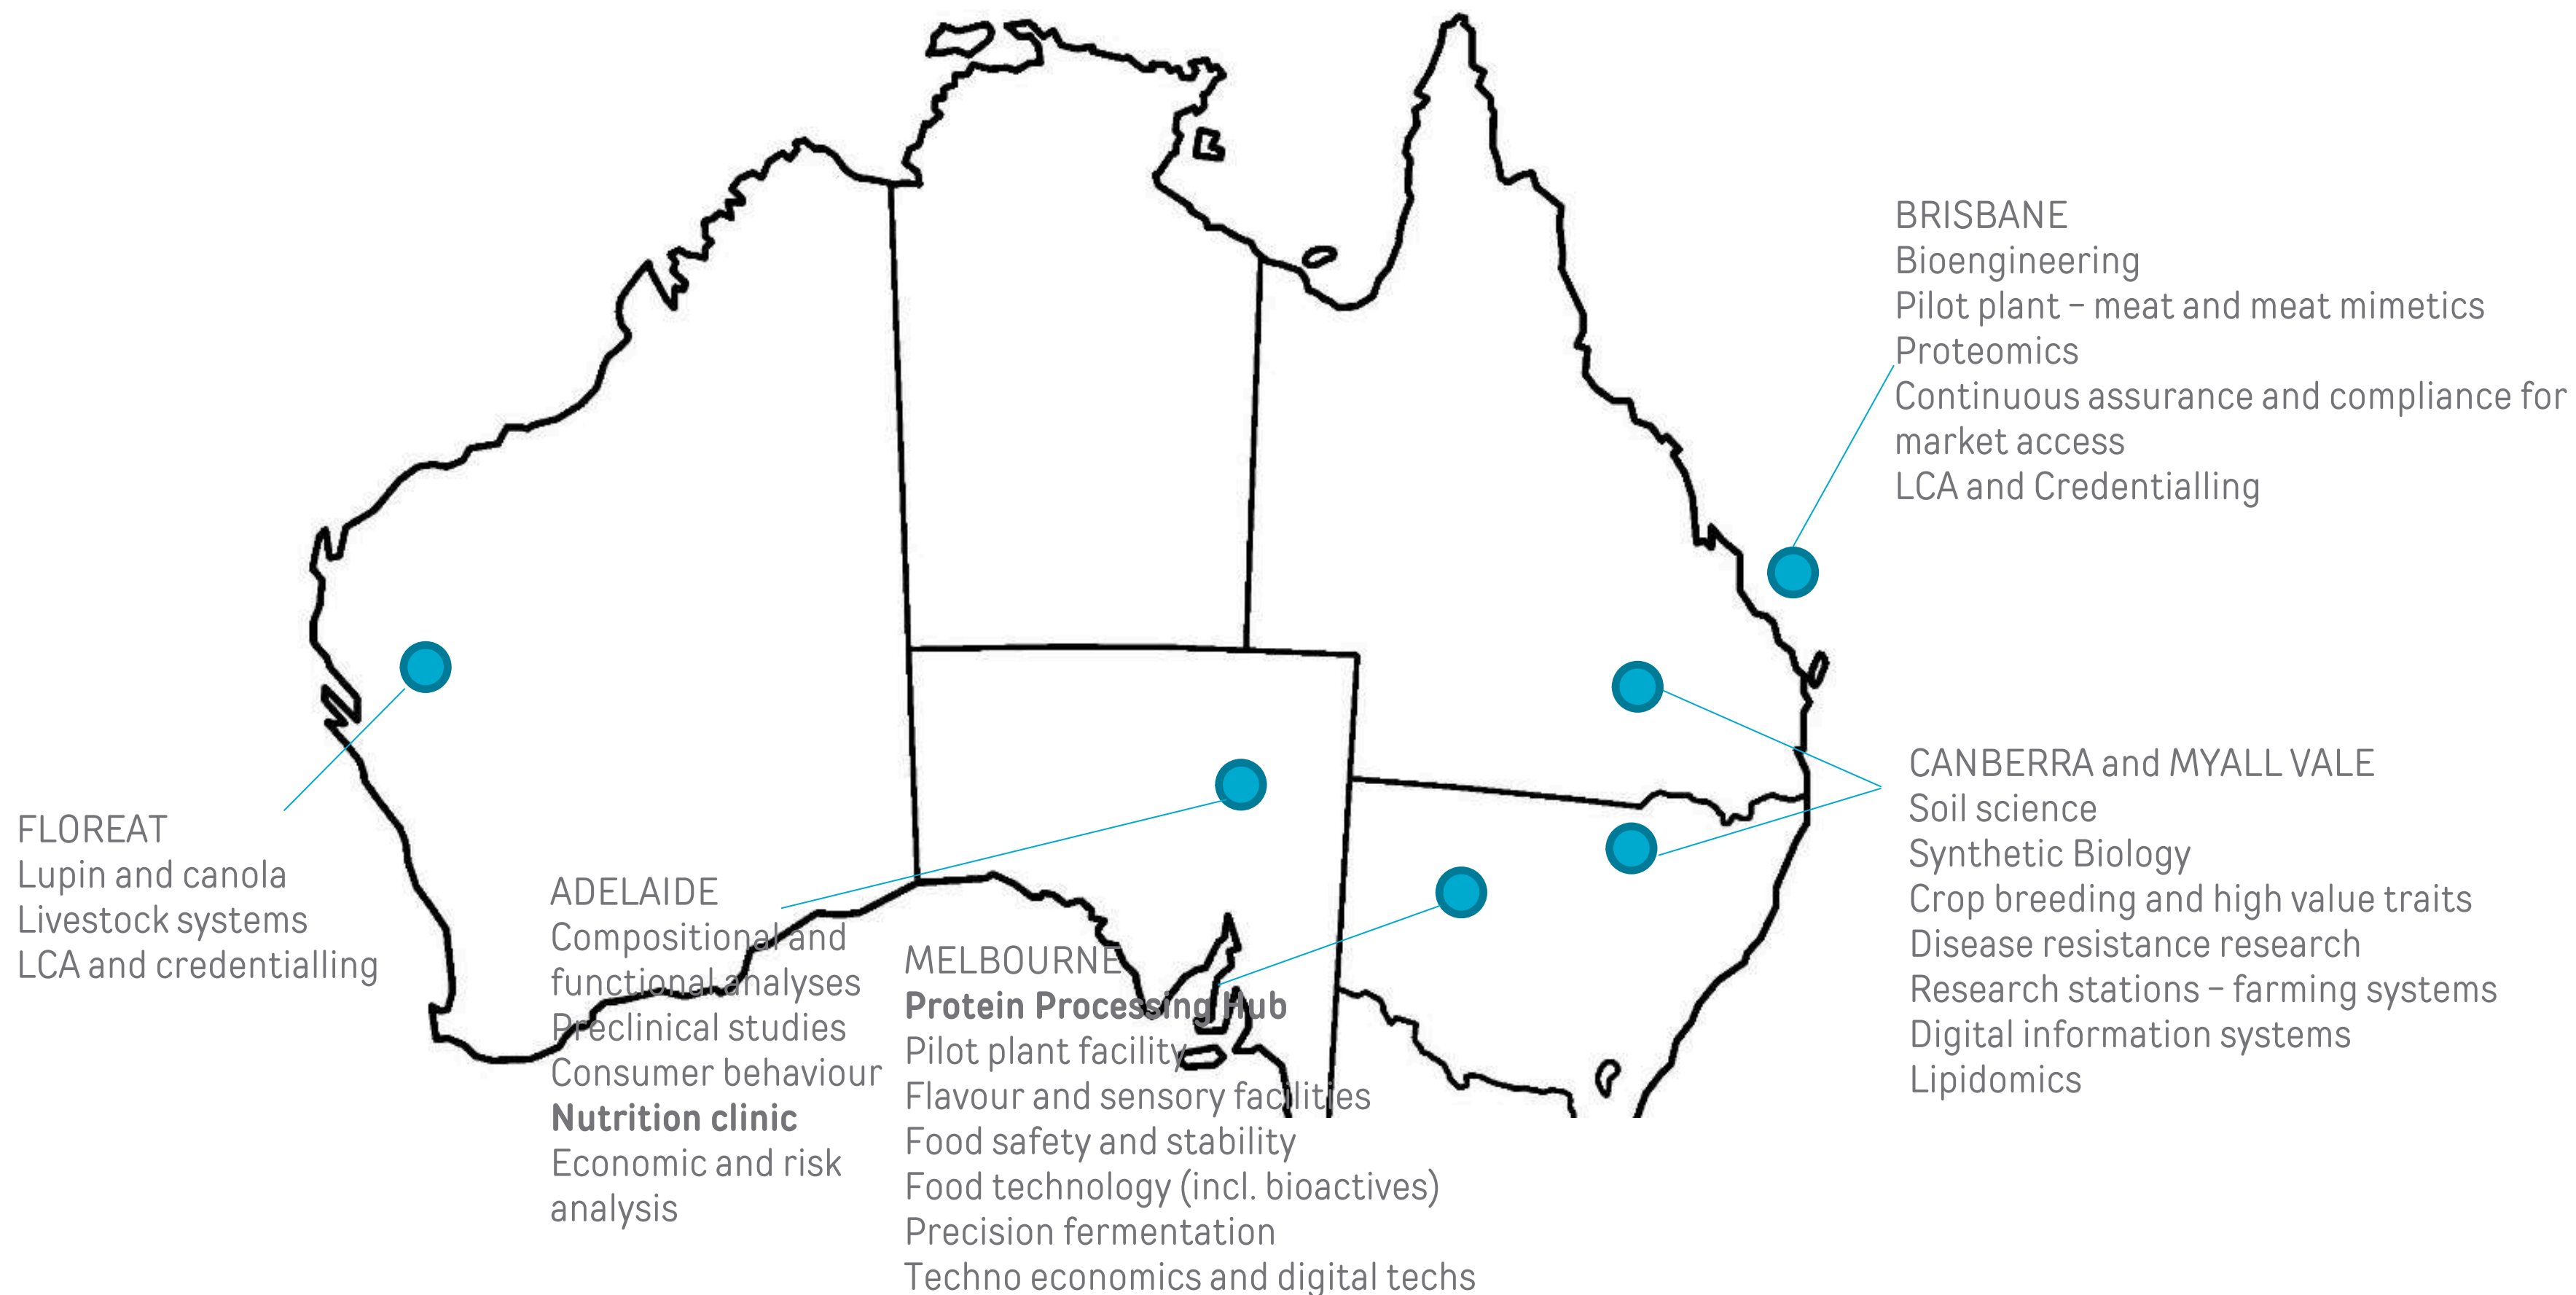 BRISBANE
Bioengineering
Pilot plant – meat and meat mimetics
Proteomics
Continuous assurance and compliance for
market access
LCA and Credentialling
CANBERRA and MYALL VALE
Soil science
Synthetic Biology
Crop breeding and high value traits
Disease resistance research
Research stations – farming systems
Digital information systems
Lipidomics
FLOREAT
Lupin and canola
Livestock systems
LCA and credentialling
ADELAIDE
Compositional and
functional analyses
Preclinical studies
Consumer behaviour
Nutrition clinic
Economic and risk
analysis
MELBOURNE
Protein Processing Hub
Pilot plant facility
Flavour and sensory facilities
Food safety and stability
Food technology (incl. bioactives)
Precision fermentation
Techno economics and digital techs